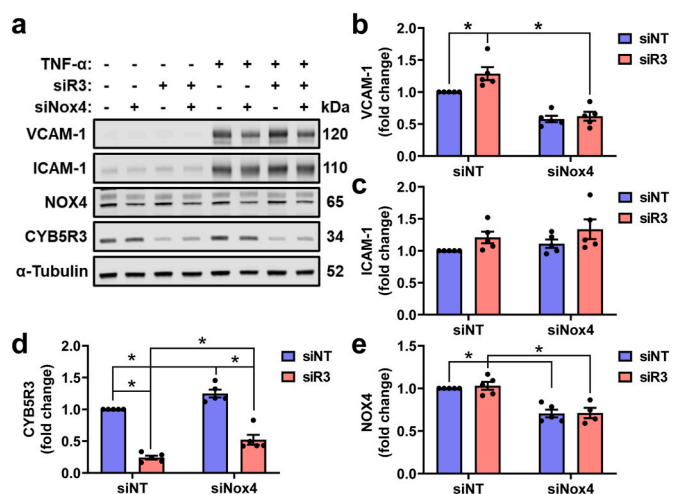 a
TNF-α: - - - - + + + +
siR3: - - + + - - + +
siNox4: - + - + - + - + kDa
VCAM-1 120
ICAM-1 110
NOX4 65
CYB5R3 34
α-Tubulin 52
b
VCAM-1
(fold change)
2.0
1.5
1.0
0.5
0.0
* *
siNT siNox4
siNT
siR3
c
ICAM-1
(fold change)
2.0
1.5
1.0
0.5
0.0
siNT siNox4
siNT
siR3
d
CYB5R3
(fold change)
2.0
1.5
1.0
0.5
0.0
*
* *
*
siNT siNox4
siNT
siR3
e
NOX4
(fold change)
1.5
1.0
0.5
0.0
* *
siNT siNox4
siNT
siR3